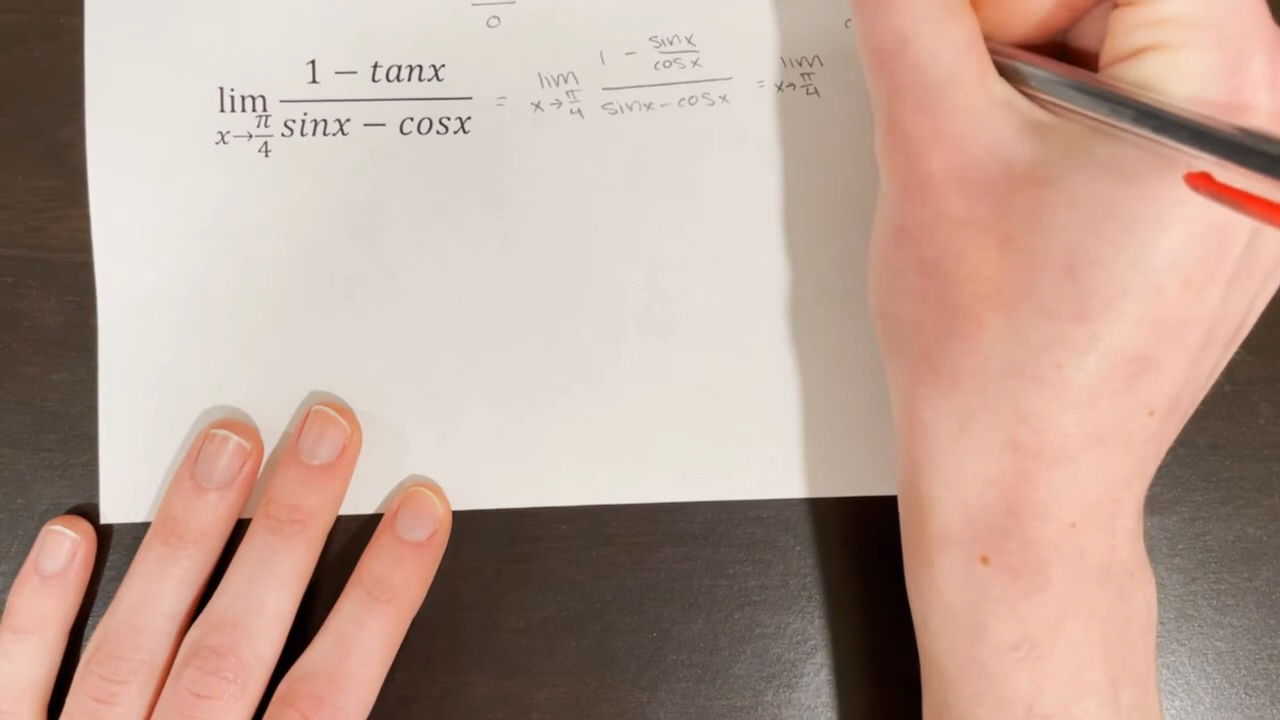 0
lim x→π/4 (1 − tanx)/(sinx − cosx) = lim x→π/4 (1 − sinx/cosx)/(sinx − cosx) = lim x→π/4